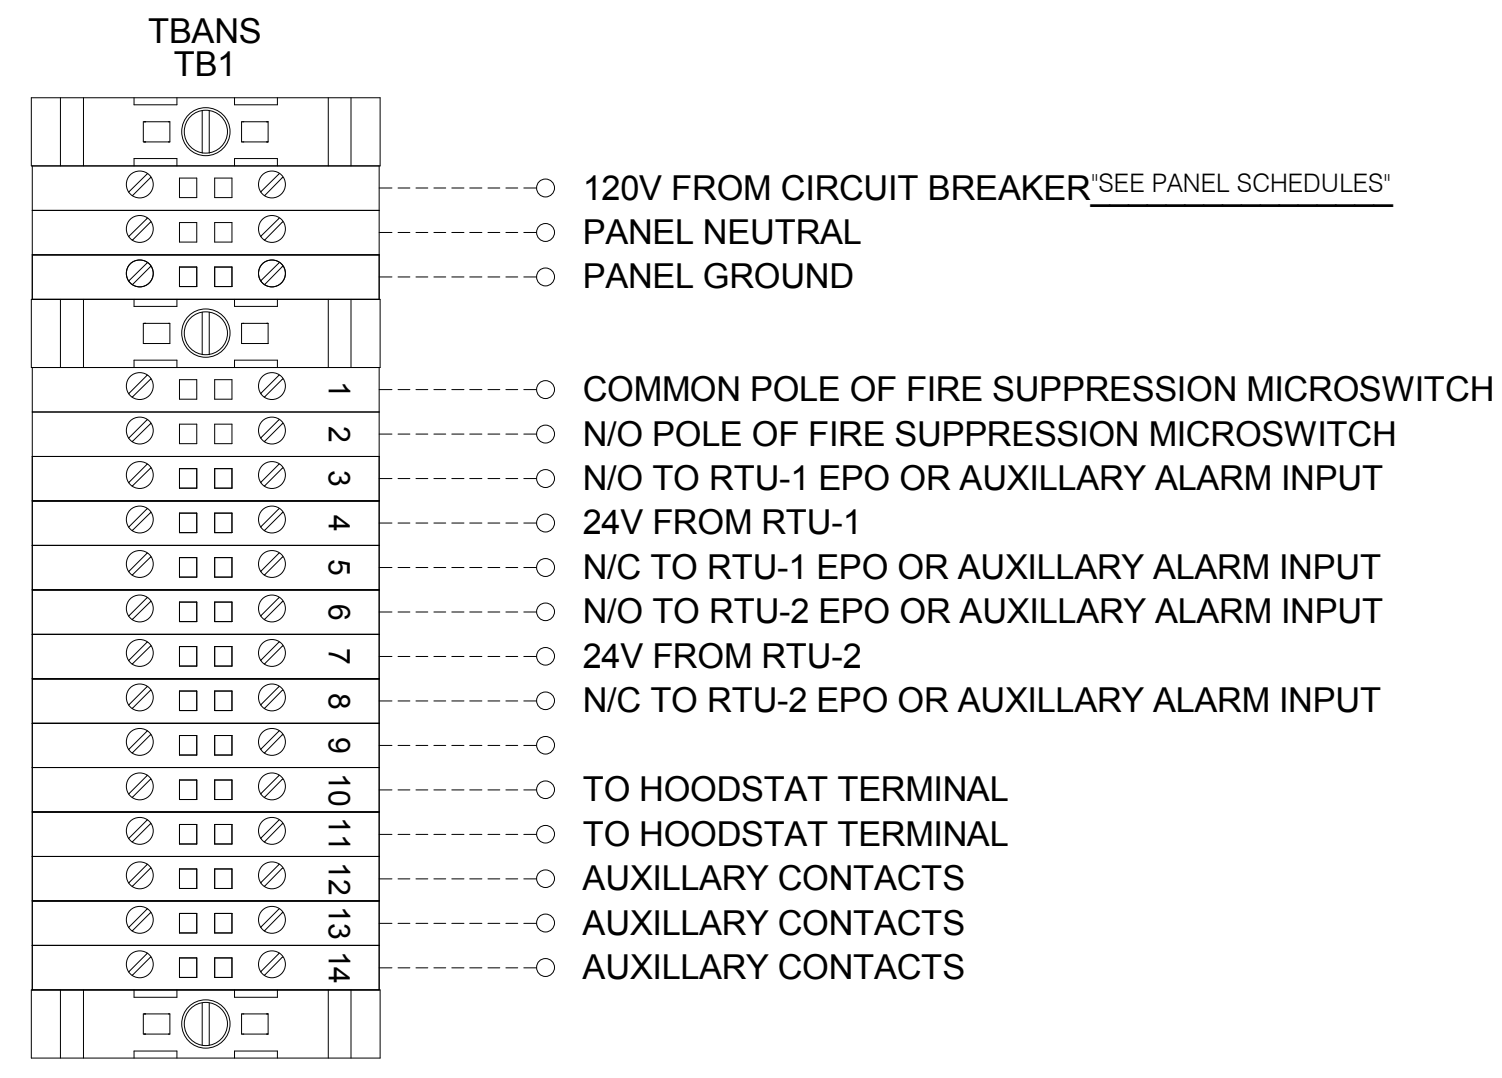 TBANS
TB1
120V FROM CIRCUIT BREAKER"SEE PANEL SCHEDULES"
PANEL NEUTRAL
PANEL GROUND
1 COMMON POLE OF FIRE SUPPRESSION MICROSWITCH
2 N/O POLE OF FIRE SUPPRESSION MICROSWITCH
3 N/O TO RTU-1 EPO OR AUXILLARY ALARM INPUT
4 24V FROM RTU-1
5 N/C TO RTU-1 EPO OR AUXILLARY ALARM INPUT
6 N/O TO RTU-2 EPO OR AUXILLARY ALARM INPUT
7 24V FROM RTU-2
8 N/C TO RTU-2 EPO OR AUXILLARY ALARM INPUT
9
10 TO HOODSTAT TERMINAL
11 TO HOODSTAT TERMINAL
12 AUXILLARY CONTACTS
13 AUXILLARY CONTACTS
14 AUXILLARY CONTACTS